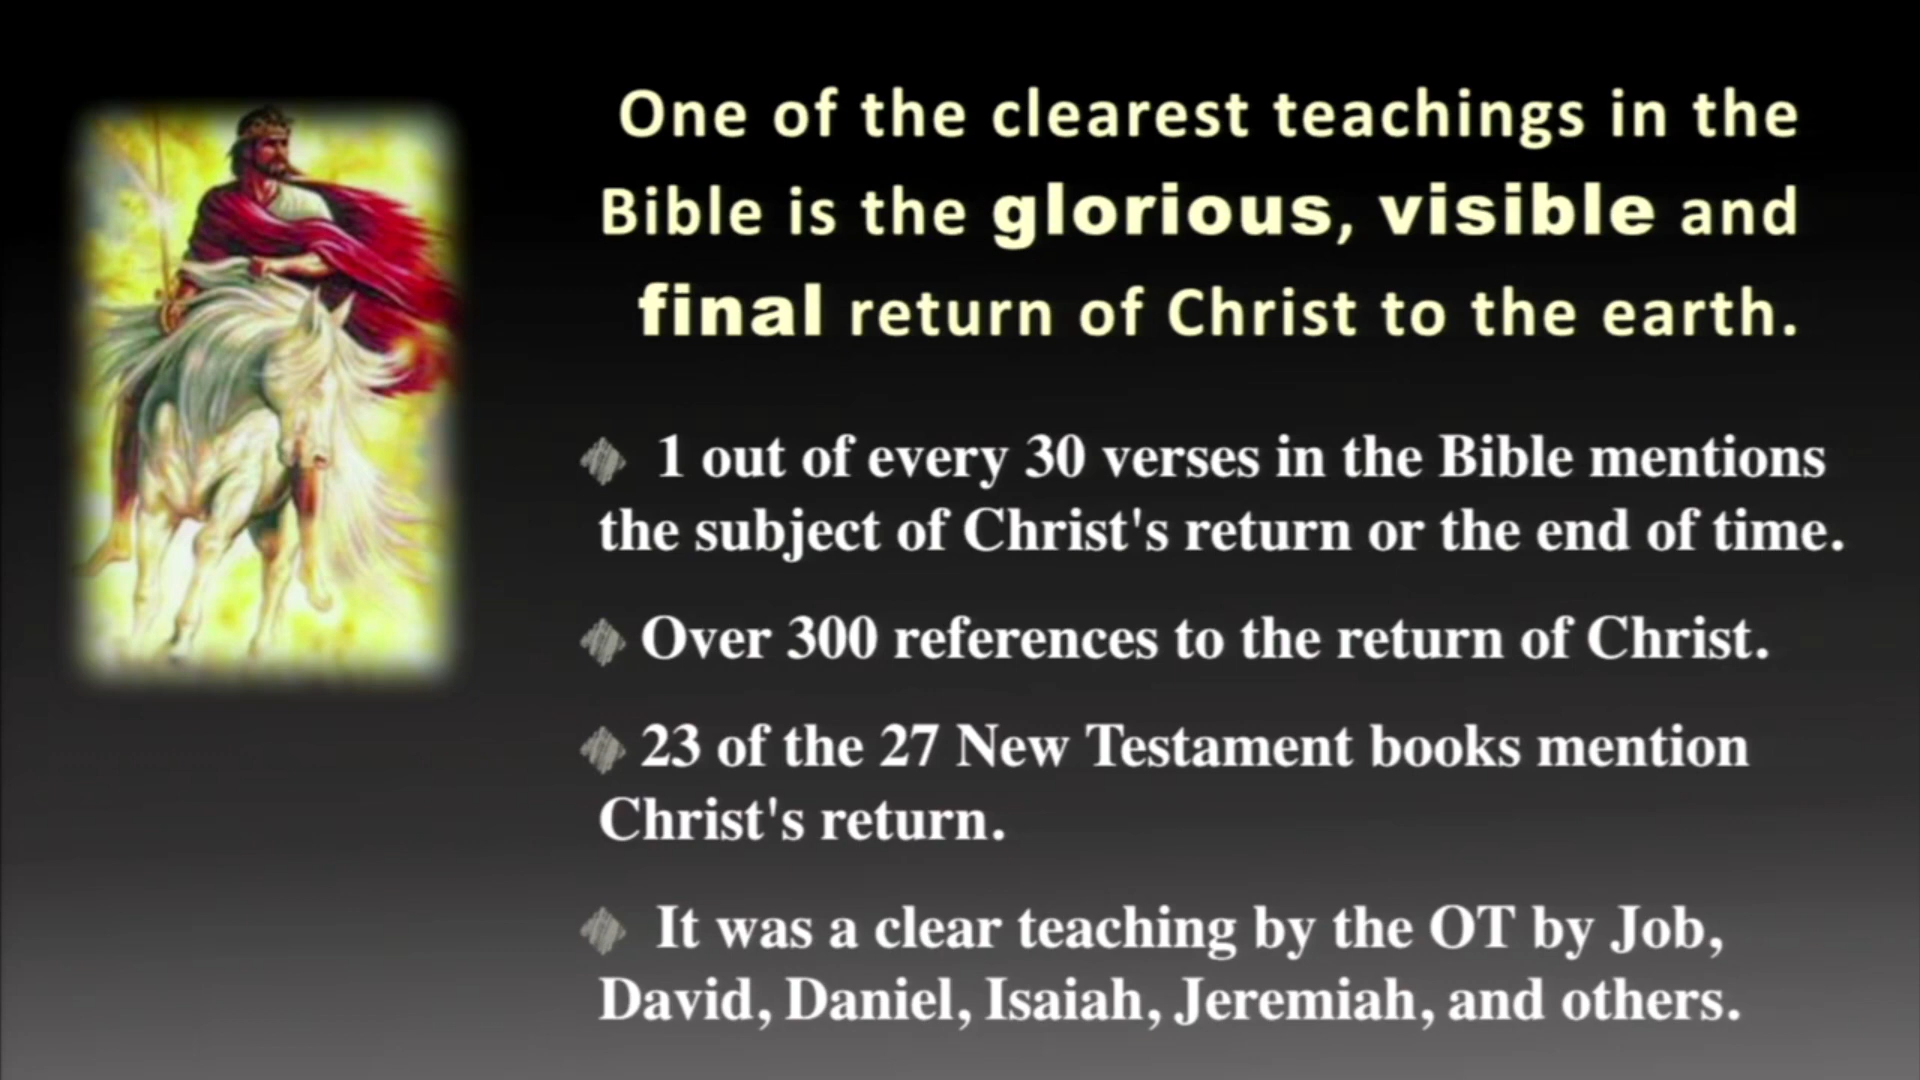 One of the clearest teachings in the
Bible is the glorious, visible and
final return of Christ to the earth.
1 out of every 30 verses in the Bible mentions
the subject of Christ's return or the end of time.
Over 300 references to the return of Christ.
23 of the 27 New Testament books mention
Christ's return.
It was a clear teaching by the OT by Job,
David, Daniel, Isaiah, Jeremiah, and others.